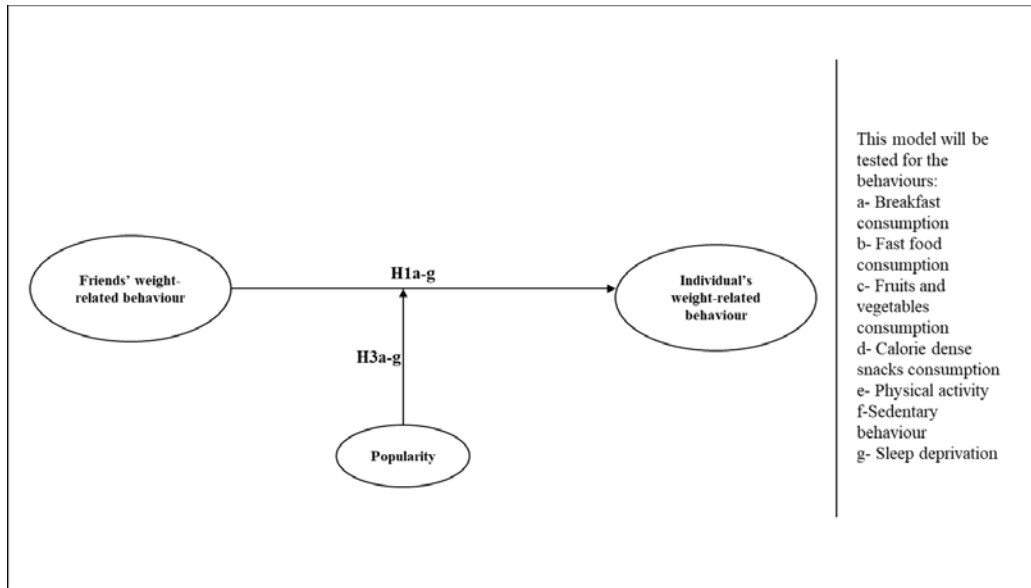 Friends' weight-
related behaviour
H1a-g
Individual's
weight-related
behaviour
H3a-g
Popularity
This model will be
tested for the
behaviours:
a- Breakfast
consumption
b- Fast food
consumption
c- Fruits and
vegetables
consumption
d- Calorie dense
snacks consumption
e- Physical activity
f-Sedentary
behaviour
g- Sleep deprivation